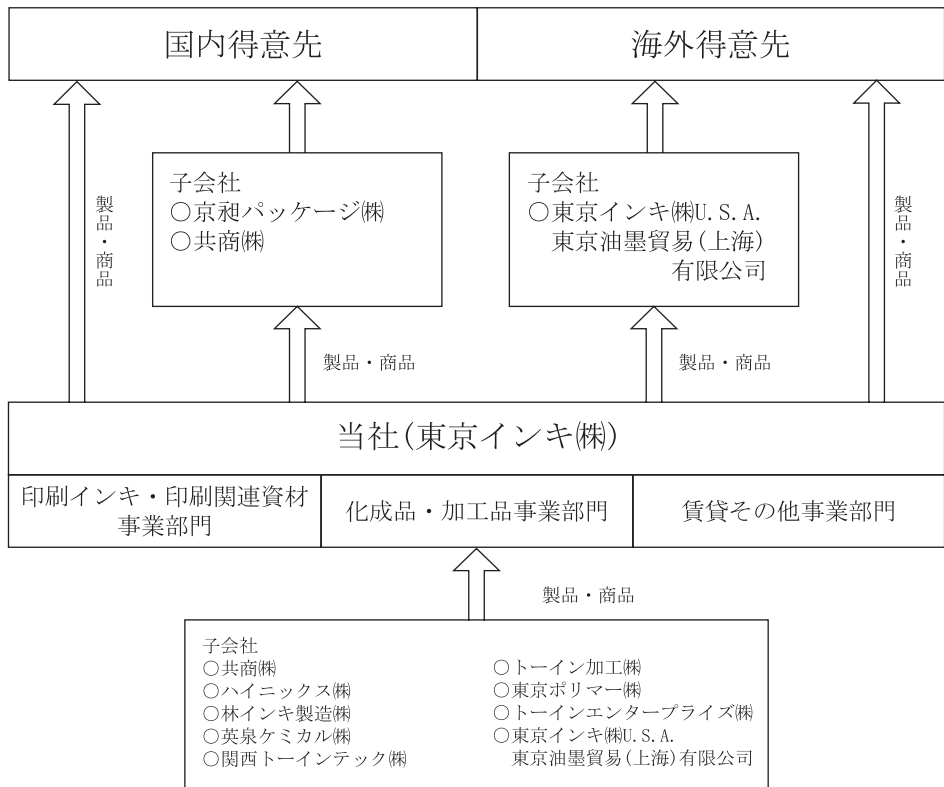 国内得意先
海外得意先
製品・商品
子会社
○京昶パッケージ㈱
○共商㈱
子会社
○東京インキ㈱U.S.A.
東京油墨貿易(上海)
有限公司
製品・商品
製品・商品
製品・商品
当社(東京インキ㈱)
印刷インキ・印刷関連資材
事業部門
化成品・加工品事業部門
賃貸その他事業部門
製品・商品
子会社
○共商㈱
○ハイニックス㈱
○林インキ製造㈱
○英泉ケミカル㈱
○関西トーインテック㈱
○トーイン加工㈱
○東京ポリマー㈱
○トーインエンタープライズ㈱
○東京インキ㈱U.S.A.
東京油墨貿易(上海)有限公司